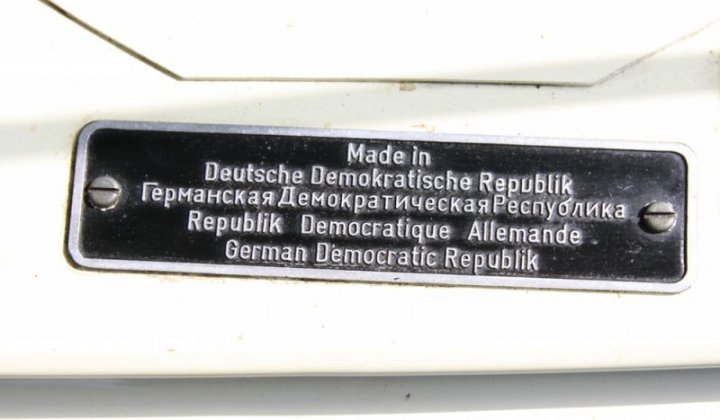 Made in
Deutsche Demokratische Republik
Германская Демократическая Республика
Republik Democratique Allemande
German Democratic Republik